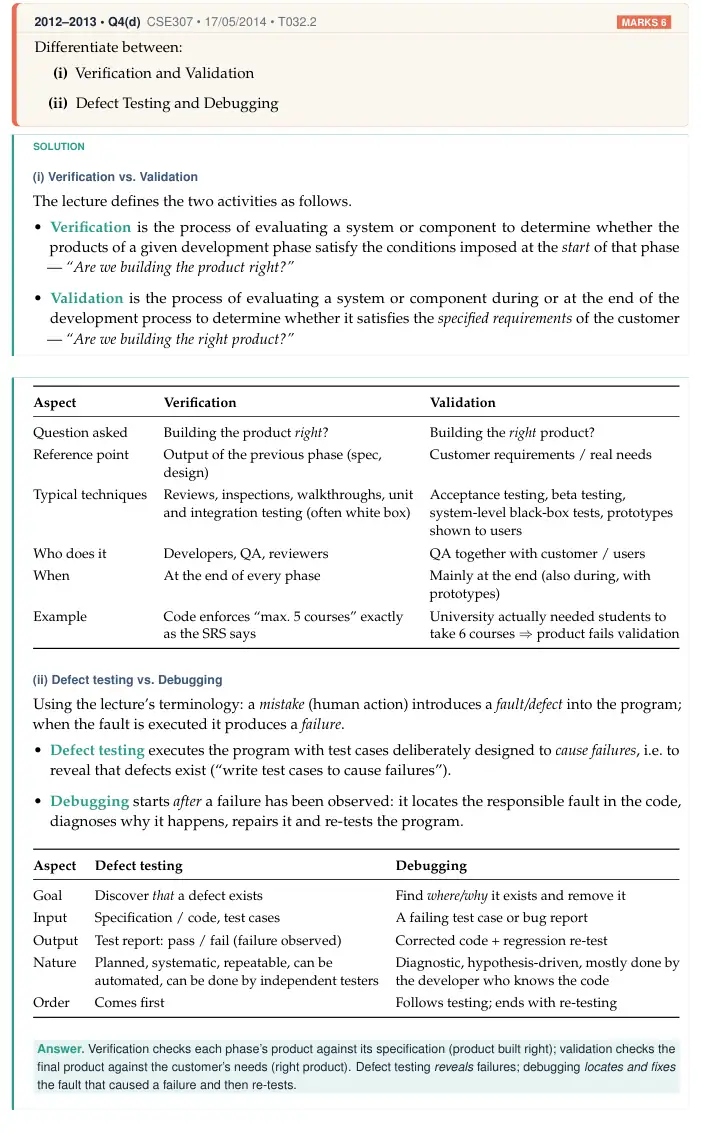 2012–2013 • Q4(d) CSE307 • 17/05/2014 • T032.2 MARKS 6
Differentiate between:
(i) Verification and Validation
(ii) Defect Testing and Debugging
SOLUTION
(i) Verification vs. Validation
The lecture defines the two activities as follows.
• Verification is the process of evaluating a system or component to determine whether the
products of a given development phase satisfy the conditions imposed at the start of that phase
— “Are we building the product right?”
• Validation is the process of evaluating a system or component during or at the end of the
development process to determine whether it satisfies the specified requirements of the customer
— “Are we building the right product?”
Aspect Verification Validation
Question asked Building the product right? Building the right product?
Reference point Output of the previous phase (spec, Customer requirements / real needs
design)
Typical techniques Reviews, inspections, walkthroughs, unit Acceptance testing, beta testing,
and integration testing (often white box) system-level black-box tests, prototypes
shown to users
Who does it Developers, QA, reviewers QA together with customer / users
When At the end of every phase Mainly at the end (also during, with
prototypes)
Example Code enforces “max. 5 courses” exactly University actually needed students to
as the SRS says take 6 courses ⇒ product fails validation
(ii) Defect testing vs. Debugging
Using the lecture’s terminology: a mistake (human action) introduces a fault/defect into the program;
when the fault is executed it produces a failure.
• Defect testing executes the program with test cases deliberately designed to cause failures, i.e. to
reveal that defects exist (“write test cases to cause failures”).
• Debugging starts after a failure has been observed: it locates the responsible fault in the code,
diagnoses why it happens, repairs it and re-tests the program.
Aspect Defect testing Debugging
Goal Discover that a defect exists Find where/why it exists and remove it
Input Specification / code, test cases A failing test case or bug report
Output Test report: pass / fail (failure observed) Corrected code + regression re-test
Nature Planned, systematic, repeatable, can be Diagnostic, hypothesis-driven, mostly done by
automated, can be done by independent testers the developer who knows the code
Order Comes first Follows testing; ends with re-testing
Answer. Verification checks each phase’s product against its specification (product built right); validation checks the
final product against the customer’s needs (right product). Defect testing reveals failures; debugging locates and fixes
the fault that caused a failure and then re-tests.